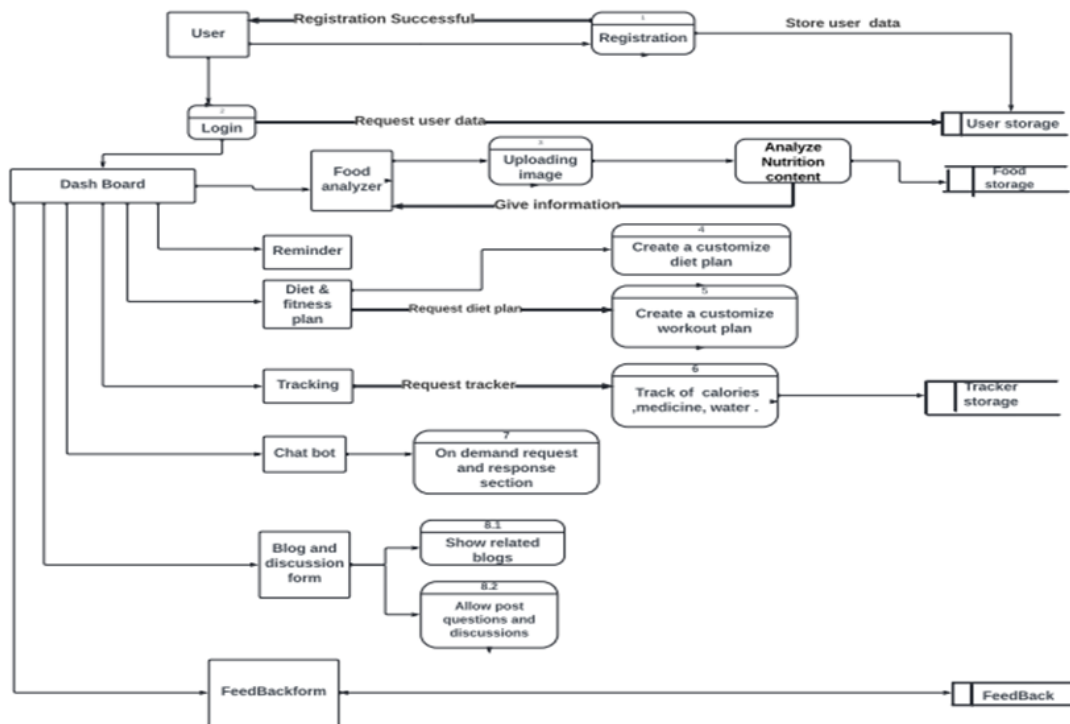 Registration Successful
1
Store user data
User
Registration
2
Login
Request user data
User storage
3
Food
analyzer
Uploading
image
Analyze
Nutrition
content
Food
storage
Dash Board
Give information
4
Reminder
Create a customize
diet plan
Diet &
fitness
plan
Request diet plan
5
Create a customize
workout plan
6
Tracking
Request tracker
Track of calories
,medicine, water .
Tracker
storage
7
Chat bot
On demand request
and response
section
8.1
Show related
blogs
Blog and
discussion
form
8.2
Allow post
questions and
discussions
FeedBackform
FeedBack